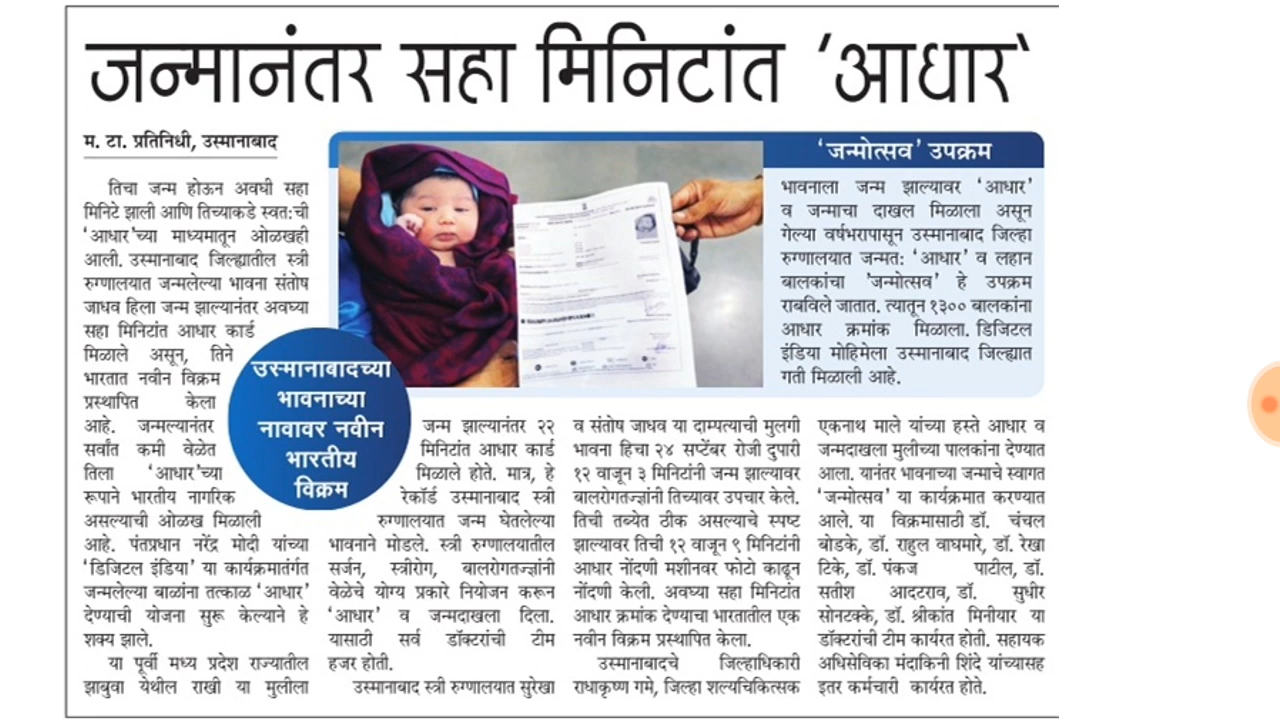 जन्मानंतर सहा मिनिटांत ‘आधार‵
म. टा. प्रतिनिधी, उस्मानाबाद
तिचा जन्म होऊन अवघी सहा
मिनिटे झाली आणि तिच्याकडे स्वत:ची
‘आधार’च्या माध्यमातून ओळखही
आली. उस्मानाबाद जिल्ह्यातील स्त्री
रुग्णालयात जन्मलेल्या भावना संतोष
जाधव हिला जन्म झाल्यानंतर अवघ्या
सहा मिनिटांत आधार कार्ड
मिळाले असून, तिने
भारतात नवीन विक्रम
प्रस्थापित केला
आहे. जन्मल्यानंतर
सर्वांत कमी वेळेत
तिला ‘आधार’च्या
रूपाने भारतीय नागरिक
असल्याची ओळख मिळाली
आहे. पंतप्रधान नरेंद्र मोदी यांच्या
‘डिजिटल इंडिया’ या कार्यक्रमातंर्गत
जन्मलेल्या बाळांना तत्काळ ‘आधार’
देण्याची योजना सुरू केल्याने हे
शक्य झाले.
या पूर्वी मध्य प्रदेश राज्यातील
झाबुवा येथील राखी या मुलीला
उस्मानाबादच्या
भावनाच्या
नावावर नवीन
भारतीय
विक्रम
जन्म झाल्यानंतर २२
मिनिटांत आधार कार्ड
मिळाले होते. मात्र, हे
रेकॉर्ड उस्मानाबाद स्त्री
रुग्णालयात जन्म घेतलेल्या
भावनाने मोडले. स्त्री रुग्णालयातील
सर्जन, स्त्रीरोग, बालरोगतज्ज्ञांनी
वेळेचे योग्य प्रकारे नियोजन करून
‘आधार’ व जन्मदाखला दिला.
यासाठी सर्व डॉक्टरांची टीम
हजर होती.
उस्मानाबाद स्त्री रुग्णालयात सुरेखा
व संतोष जाधव या दाम्पत्याची मुलगी
भावना हिचा २४ सप्टेंबर रोजी दुपारी
१२ वाजून ३ मिनिटांनी जन्म झाल्यावर
बालरोगतज्ज्ञांनी तिच्यावर उपचार केले.
तिची तब्येत ठीक असल्याचे स्पष्ट
झाल्यावर तिची १२ वाजून ९ मिनिटांनी
आधार नोंदणी मशीनवर फोटो काढून
नोंदणी केली. अवघ्या सहा मिनिटांत
आधार क्रमांक देण्याचा भारतातील एक
नवीन विक्रम प्रस्थापित केला.
उस्मानाबादचे जिल्हाधिकारी
राधाकृष्ण गमे, जिल्हा शल्यचिकित्सक
एकनाथ माले यांच्या हस्ते आधार व
जन्मदाखला मुलीच्या पालकांना देण्यात
आला. यानंतर भावनाच्या जन्माचे स्वागत
‘जन्मोत्सव’ या कार्यक्रमात करण्यात
आले. या विक्रमासाठी डॉ. चंचल
बोडके, डॉ. राहुल वाघमारे, डॉ. रेखा
टिके, डॉ. पंकज पाटील, डॉ.
सतीश आदटराव, डॉ. सुधीर
सोनटक्के, डॉ. श्रीकांत मिनीयार या
डॉक्टरांची टीम कार्यरत होती. सहायक
अधिसेविका मंदाकिनी शिंदे यांच्यासह
इतर कर्मचारी कार्यरत होते.
‘जन्मोत्सव’ उपक्रम
भावनाला जन्म झाल्यावर ‘आधार’
व जन्माचा दाखल मिळाला असून
गेल्या वर्षभरापासून उस्मानाबाद जिल्हा
रुग्णालयात जन्मत: ‘आधार’ व लहान
बालकांचा 'जन्मोत्सव’ हे उपक्रम
राबविले जातात. त्यातून १३०० बालकांना
आधार क्रमांक मिळाला. डिजिटल
इंडिया मोहिमेला उस्मानाबाद जिल्ह्यात
गती मिळाली आहे.